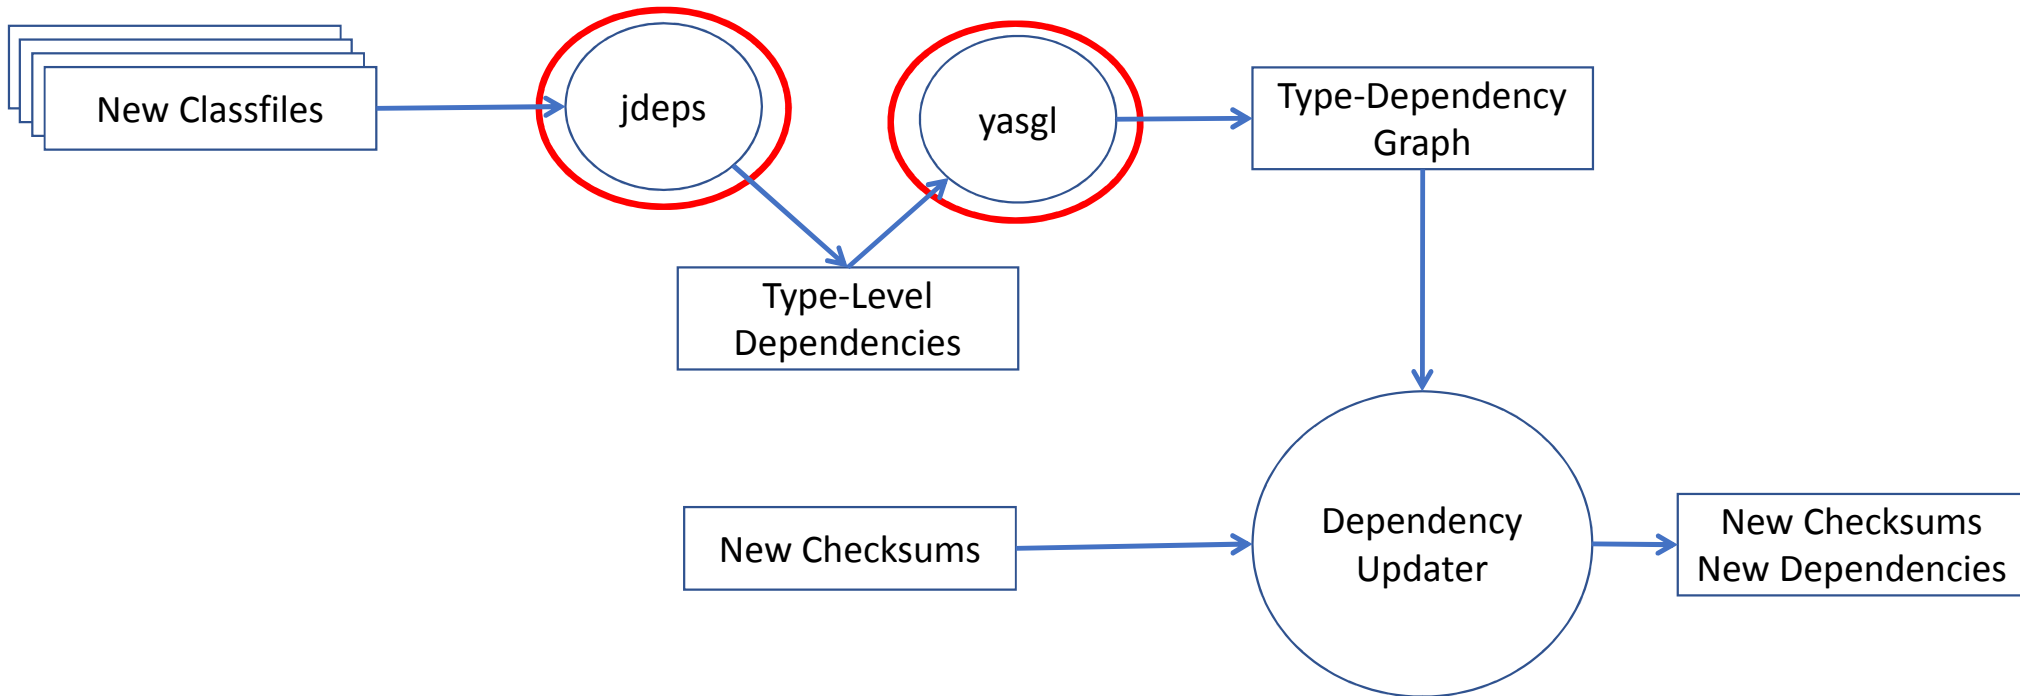 New Classfiles
jdeps
yasgl
Type-Dependency
Graph
Type-Level
Dependencies
New Checksums
Dependency
Updater
New Checksums
New Dependencies